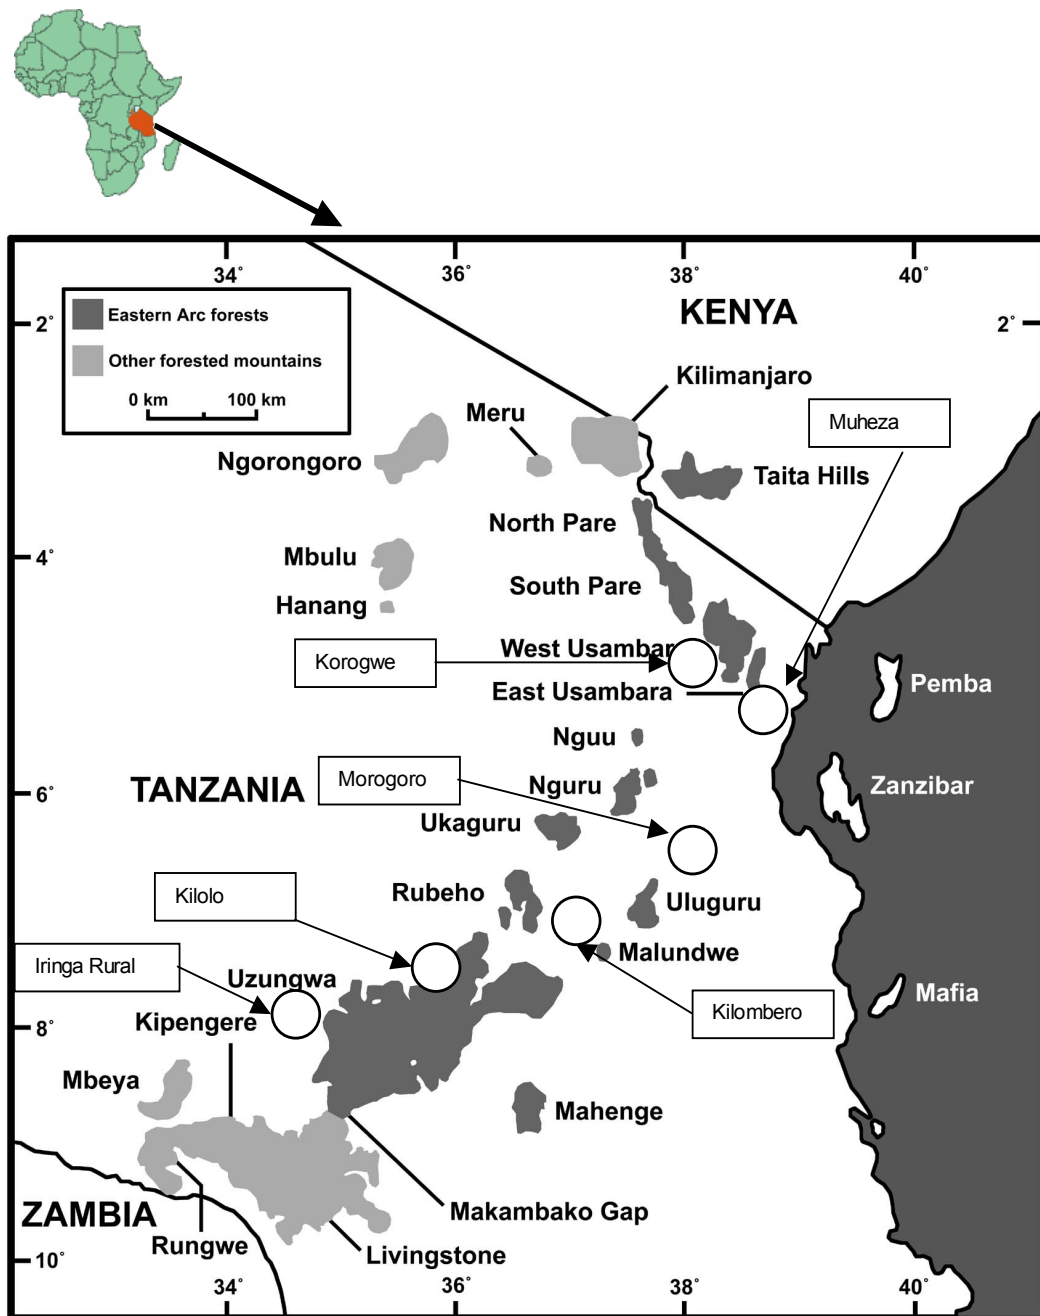 34°
36°
38°
40°
Eastern Arc forests
Other forested mountains
0 km 100 km
KENYA
2°
2°
Kilimanjaro
Meru
Muheza
Ngorongoro
Taita Hills
North Pare
4°
Mbulu
South Pare
Hanang
West Usambar
Korogwe
East Usambara
Pemba
Nguu
Morogoro
Nguru
TANZANIA
Zanzibar
6°
Ukaguru
Kilolo
Rubeho
Uluguru
Malundwe
Iringa Rural
Uzungwa
Mafia
Kilombero
Kipengere
8°
Mbeya
Mahenge
Makambako Gap
ZAMBIA
Rungwe
Livingstone
10°
34°
36°
38°
40°